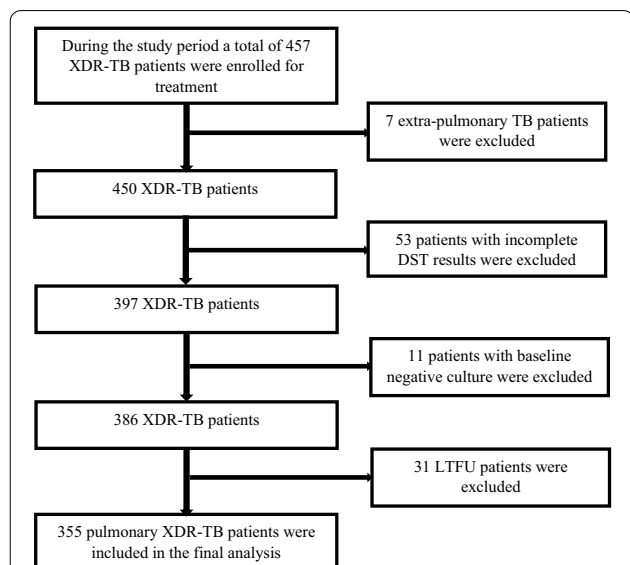 During the study period a total of 457
XDR-TB patients were enrolled for
treatment
7 extra-pulmonary TB patients
were excluded
450 XDR-TB patients
53 patients with incomplete
DST results were excluded
397 XDR-TB patients
11 patients with baseline
negative culture were excluded
386 XDR-TB patients
31 LTFU patients were
excluded
355 pulmonary XDR-TB patients were
included in the final analysis